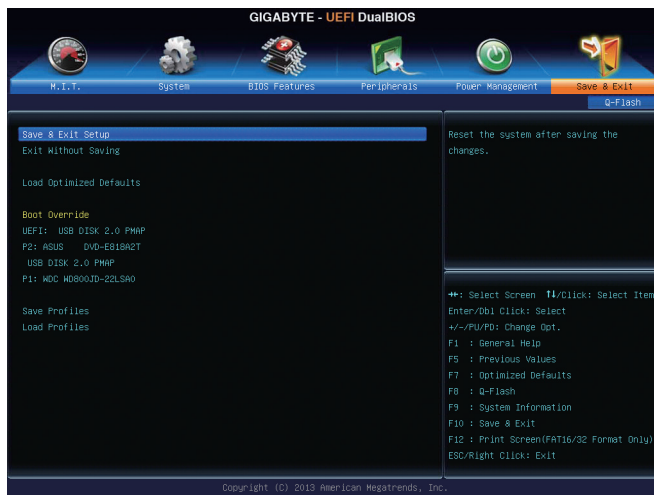 GIGABYTE - UEFI DualBIOS
M.I.T.
System
BIOS Features
Peripherals
Power Management
Save & Exit
Q-Flash
Save & Exit Setup
Exit Without Saving
Load Optimized Defaults
Boot Override
UEFI: USB DISK 2.0 PMAP
P2: ASUS DVD-E818A2T
USB DISK 2.0 PMAP
P1: WDC WD800JD-22LSA0
Save Profiles
Load Profiles
Reset the system after saving the
changes.
→←: Select Screen ↑↓/Click: Select Item
Enter/Dbl Click: Select
+/-/PU/PD: Change Opt.
F1 : General Help
F5 : Previous Values
F7 : Optimized Defaults
F8 : Q-Flash
F9 : System Information
F10 : Save & Exit
F12 : Print Screen(FAT16/32 Format Only)
ESC/Right Click: Exit
Copyright (C) 2013 American Megatrends, Inc.